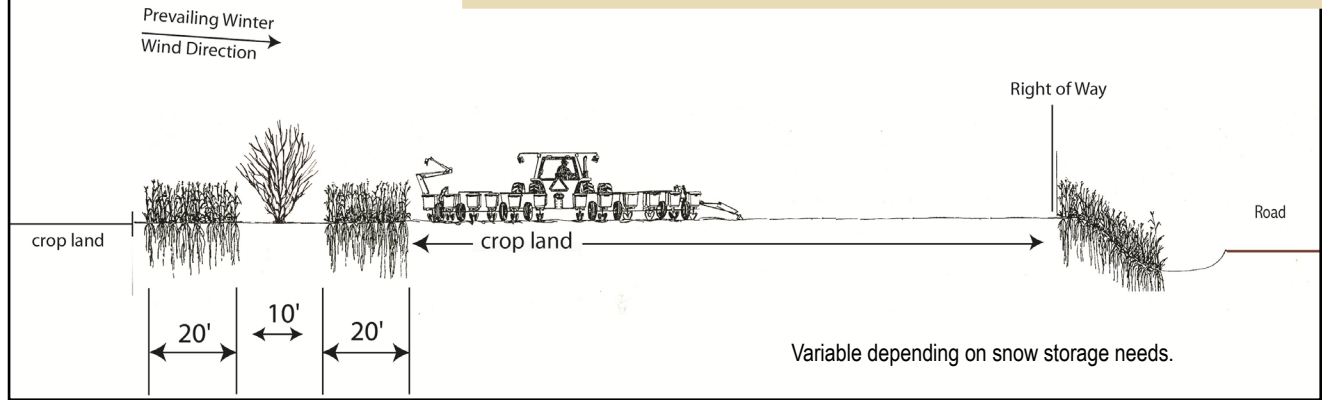 Prevailing Winter
Wind Direction
Right of Way
Road
crop land
crop land
10'
20'
20'
Variable depending on snow storage needs.